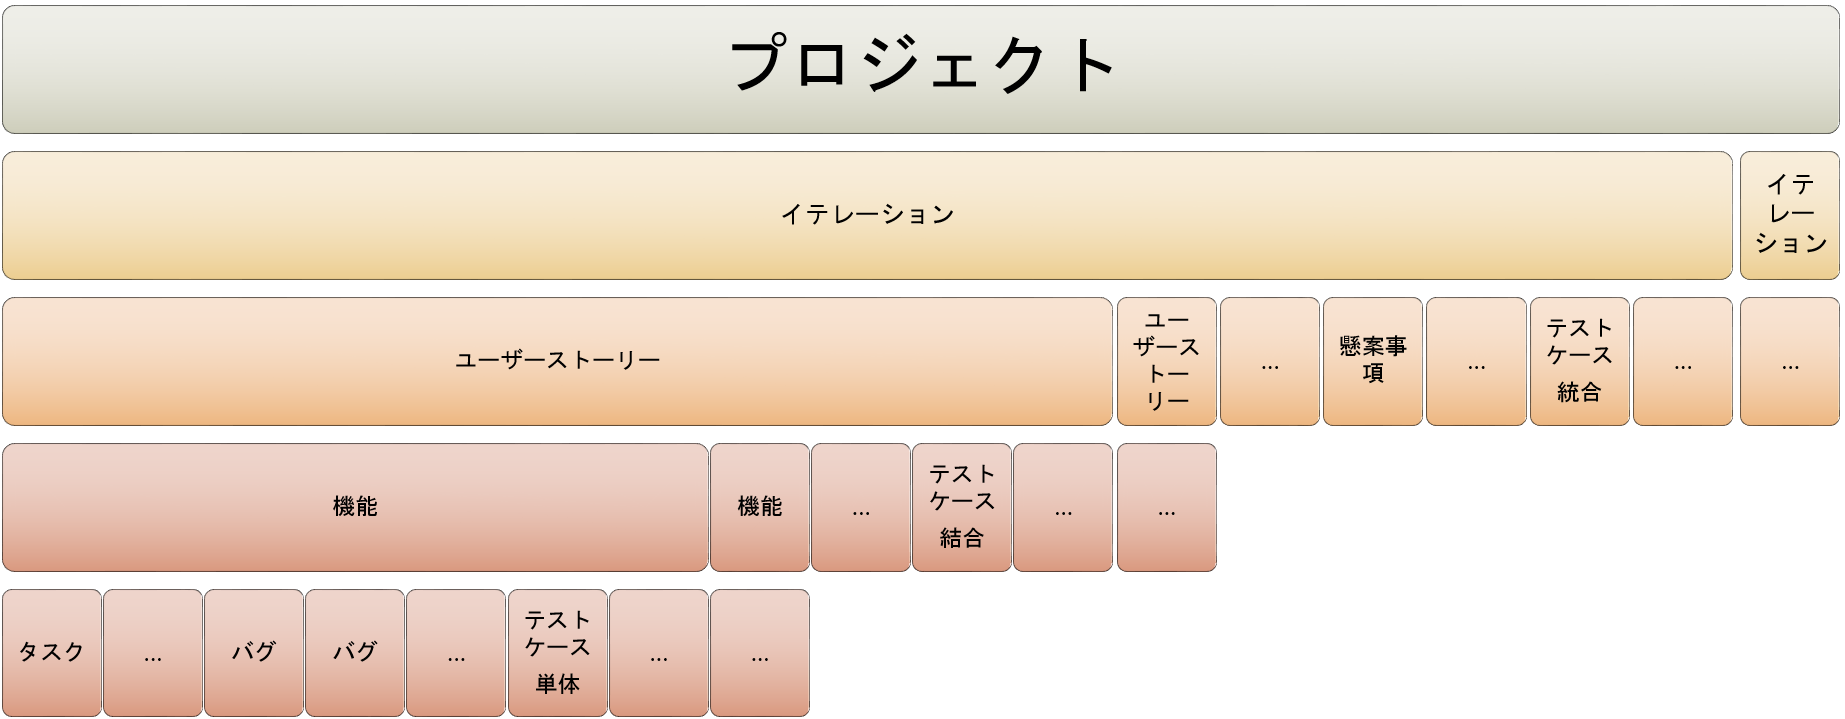 プロジェクト
イテレーション
イテ
レー
ション
ユーザーストーリー
ユー
ザース
トー
リー
...
懸案事
項
...
テスト
ケース
統合
...
...
機能
機能
...
テスト
ケース
結合
...
...
タスク
...
バグ
バグ
...
テスト
ケース
単体
...
...